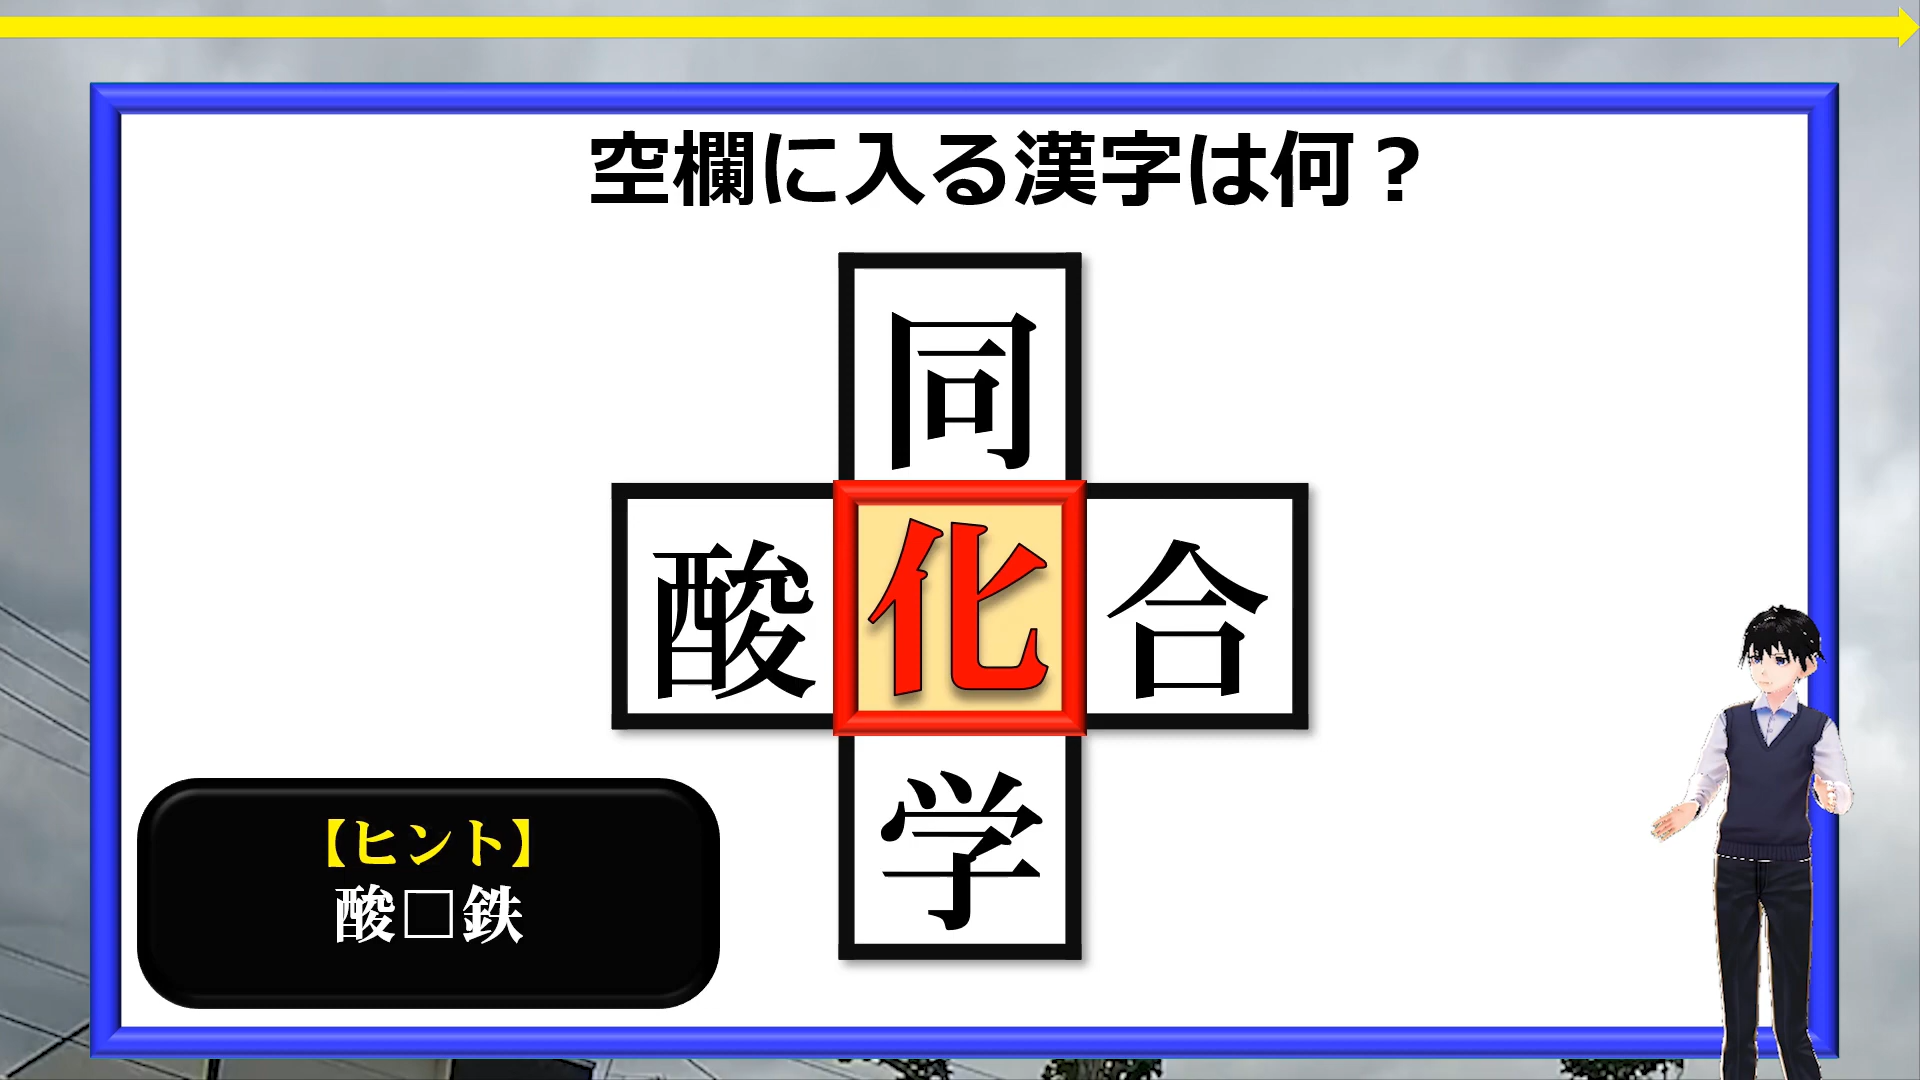 空欄に入る漢字は何？
同
酸化合
学
【ヒント】
酸□鉄